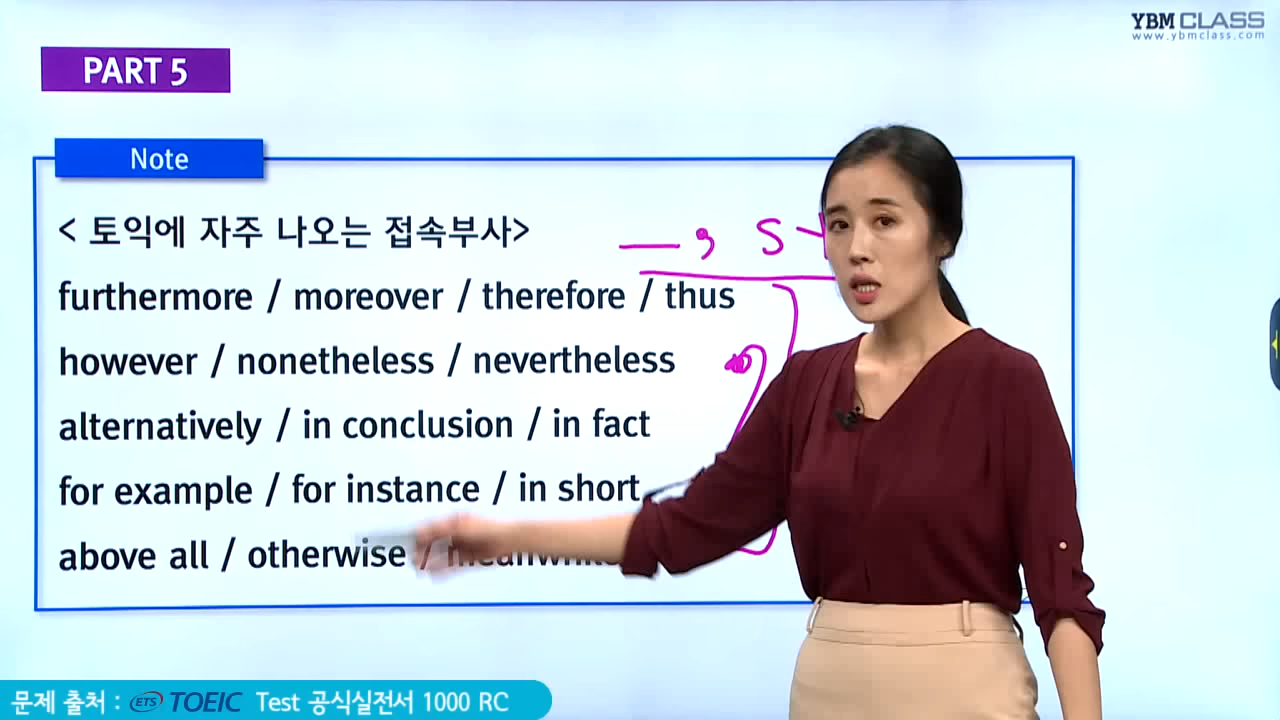 YBM CLASS
www.ybmclass.com
PART 5
Note
< 토익에 자주 나오는 접속부사>
furthermore / moreover / therefore / thus
however / nonetheless / nevertheless
alternatively / in conclusion / in fact
for example / for instance / in short
above all / otherwise /
S
문제 출처 : ETS TOEIC Test 공식실전서 1000 RC